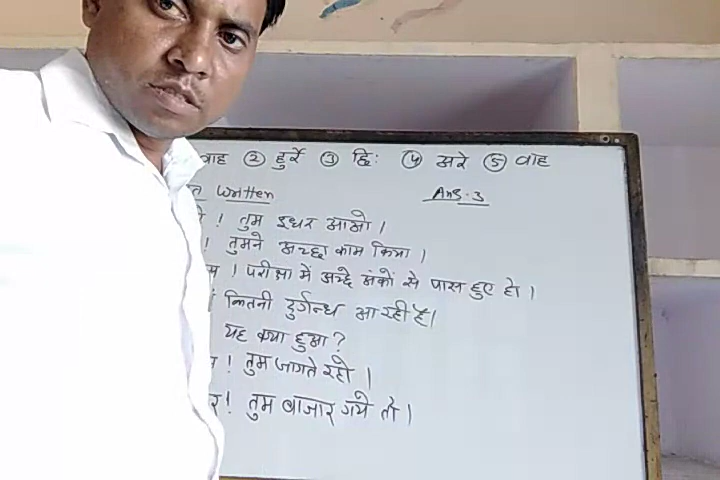 वाह ② हुर्रे ③ छि: ④ अरे ⑤ वाह
Written Ans. 3
! तुम इधर आओ।
! तुमने अच्छा काम किया।
। परीक्षा में अच्छे अंकों से पास हुए हो।
कितनी दुर्गन्ध आ रही है।
यह क्या हुआ?
! तुम जागते रहो।
! तुम बाजार गये तो।